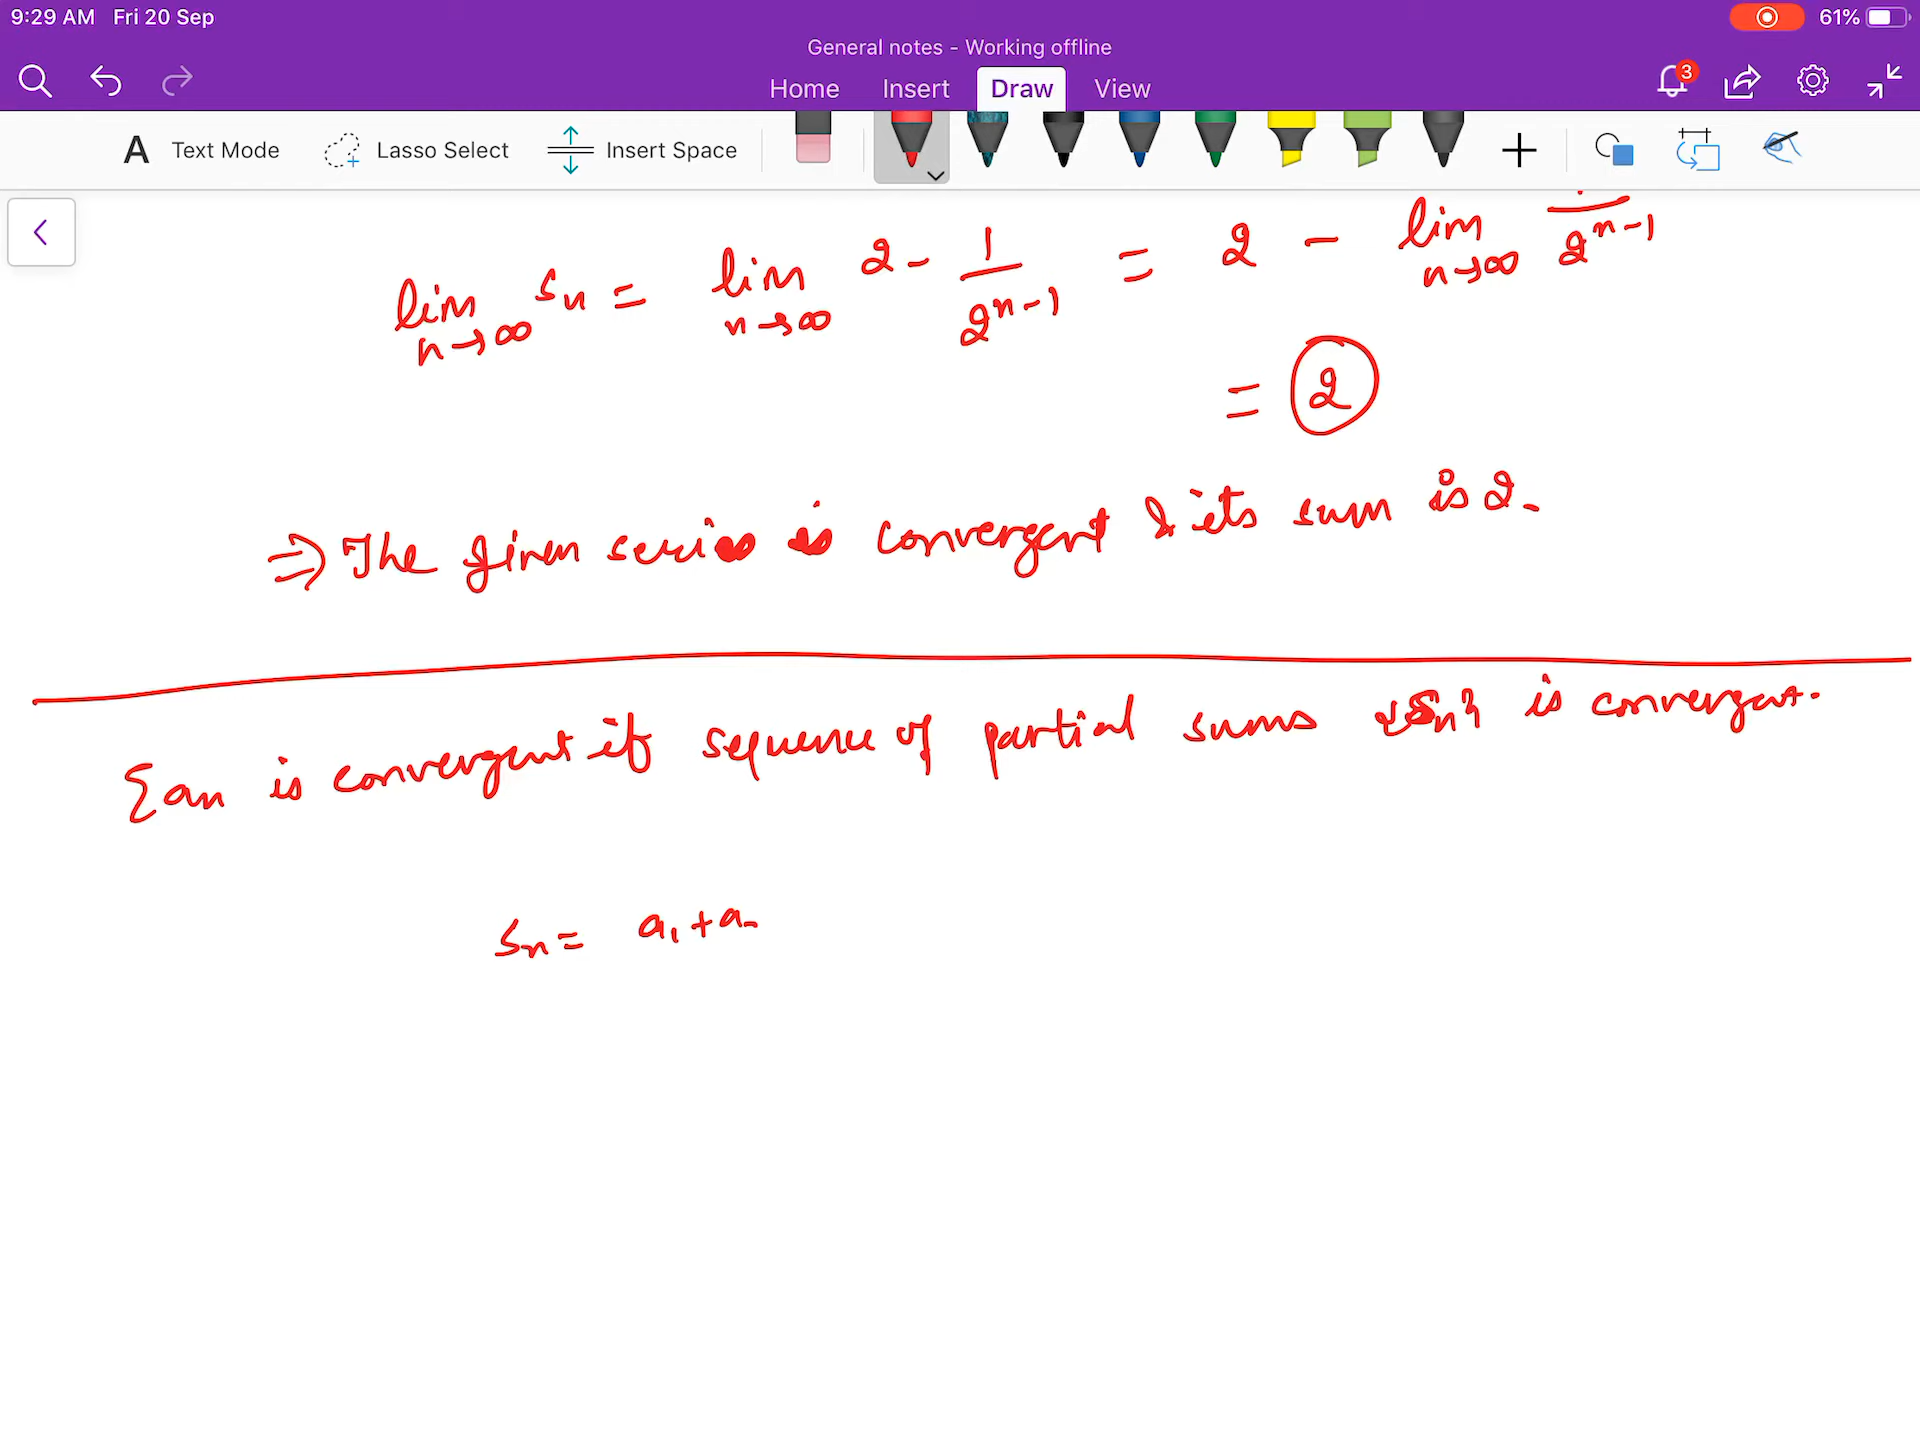 9:29 AM Fri 20 Sep
61%
General notes - Working offline
Home Insert Draw View
3
A Text Mode Lasso Select Insert Space
lim n→∞ Sn = lim n→∞ 2 - 1/2^n-1 = 2 - lim n→∞ 1/2^n-1
= 2
⇒ The given series is convergent & its sum is 2.
Σan is convergent if sequence of partial sums {Sn} is convergent.
Sn = a1 + a